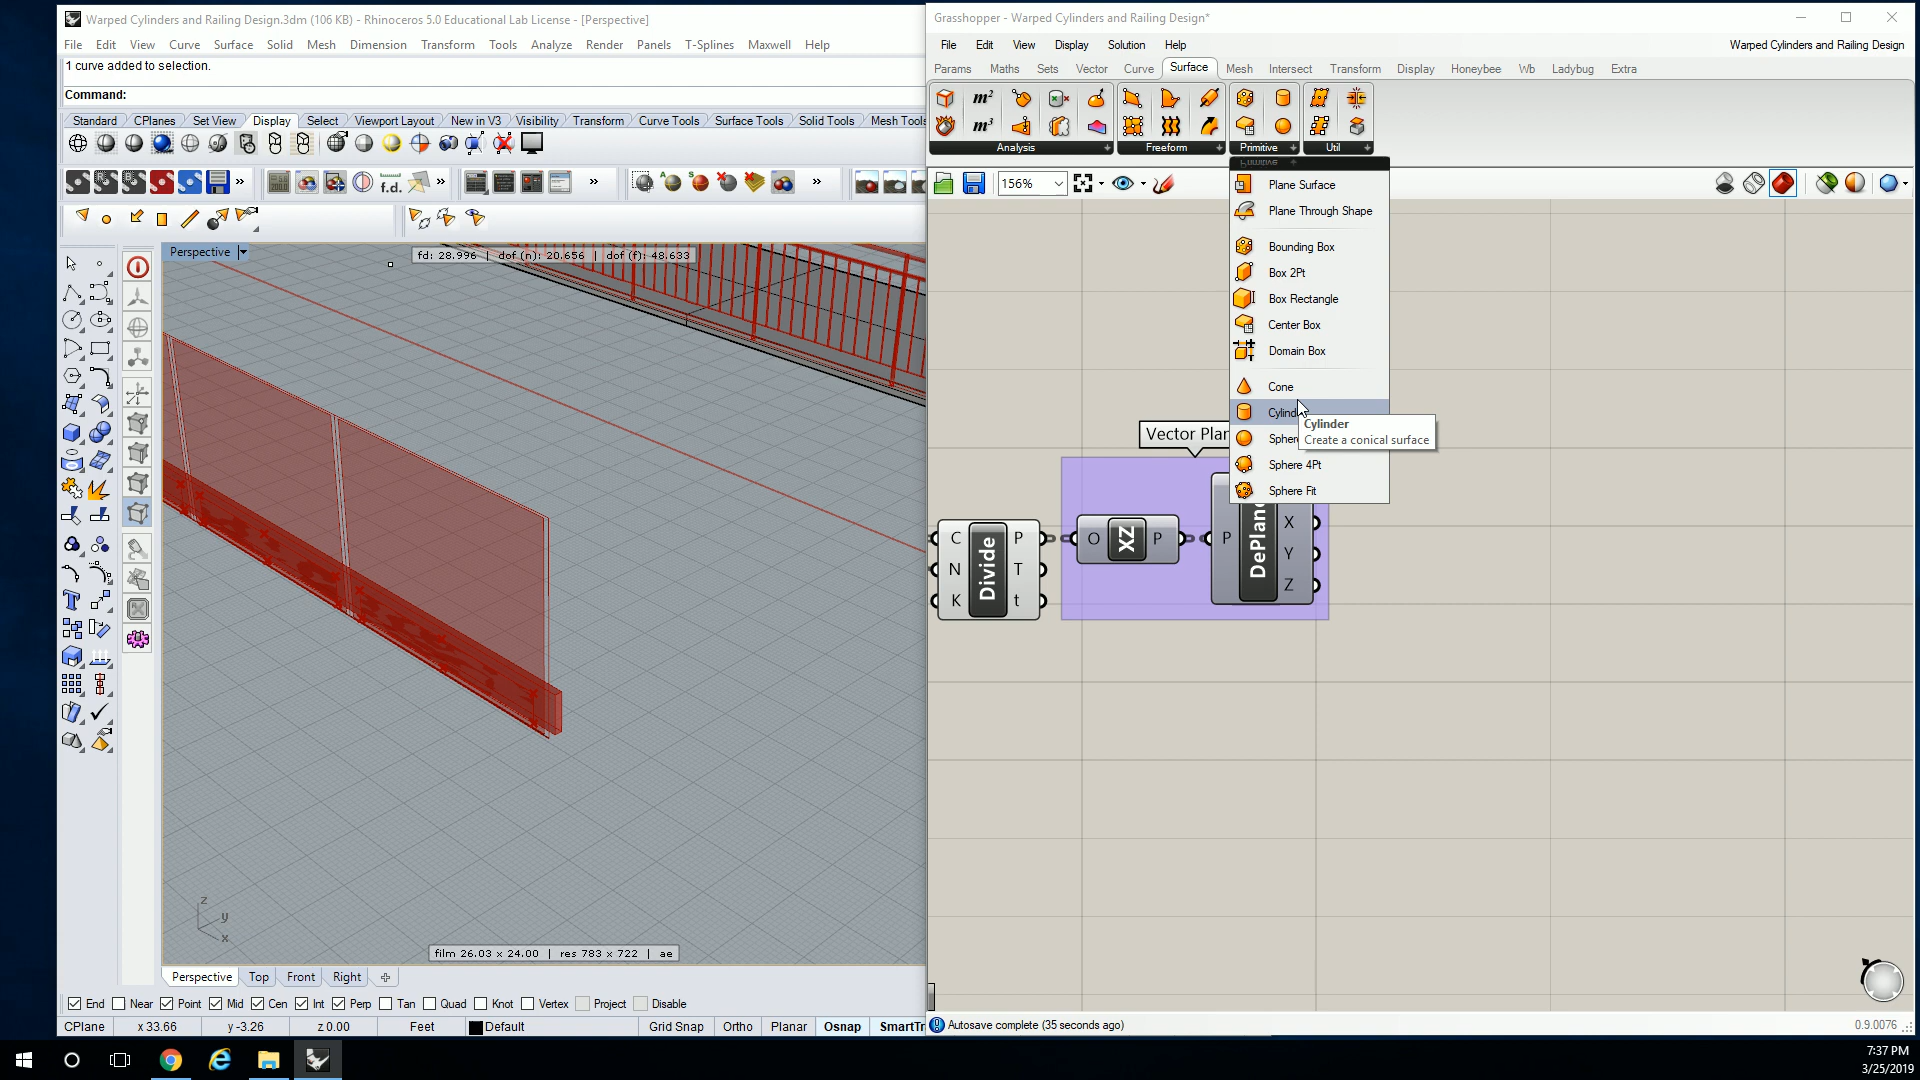 Warped Cylinders and Railing Design.3dm (106 KB) - Rhinoceros 5.0 Educational Lab License - [Perspective]
File Edit View Curve Surface Solid Mesh Dimension Transform Tools Analyze Render Panels T-Splines Maxwell Help
1 curve added to selection.
Command:
Standard CPlanes Set View Display Select Viewport Layout New in V3 Visibility Transform Curve Tools Surface Tools Solid Tools Mesh Tools
f.d.
Perspective
fd: 28.996 | dof (n): 20.656 | dof (f): 48.633
z
y
x
film 26.03 x 24.00 | res 783 x 722 | ae
Perspective Top Front Right
End Near Point Mid Cen Int Perp Tan Quad Knot Vertex Project Disable
CPlane x 33.66 y -3.26 z 0.00 Feet Default Grid Snap Ortho Planar Osnap SmartTr
Grasshopper - Warped Cylinders and Railing Design*
File Edit View Display Solution Help
Warped Cylinders and Railing Design
Params Maths Sets Vector Curve Surface Mesh Intersect Transform Display Honeybee Wb Ladybug Extra
m²
m³
Analysis Freeform Primitive Util
156%
Primitive
Plane Surface
Plane Through Shape
Bounding Box
Box 2Pt
Box Rectangle
Center Box
Domain Box
Cone
Cylind
Sphere
Sphere 4Pt
Sphere Fit
Cylinder
Create a conical surface
Vector Plan
C N K Divide P T t
O XZ P
P DePlane X Y Z
Autosave complete (35 seconds ago)
0.9.0076
7:37 PM
3/25/2019